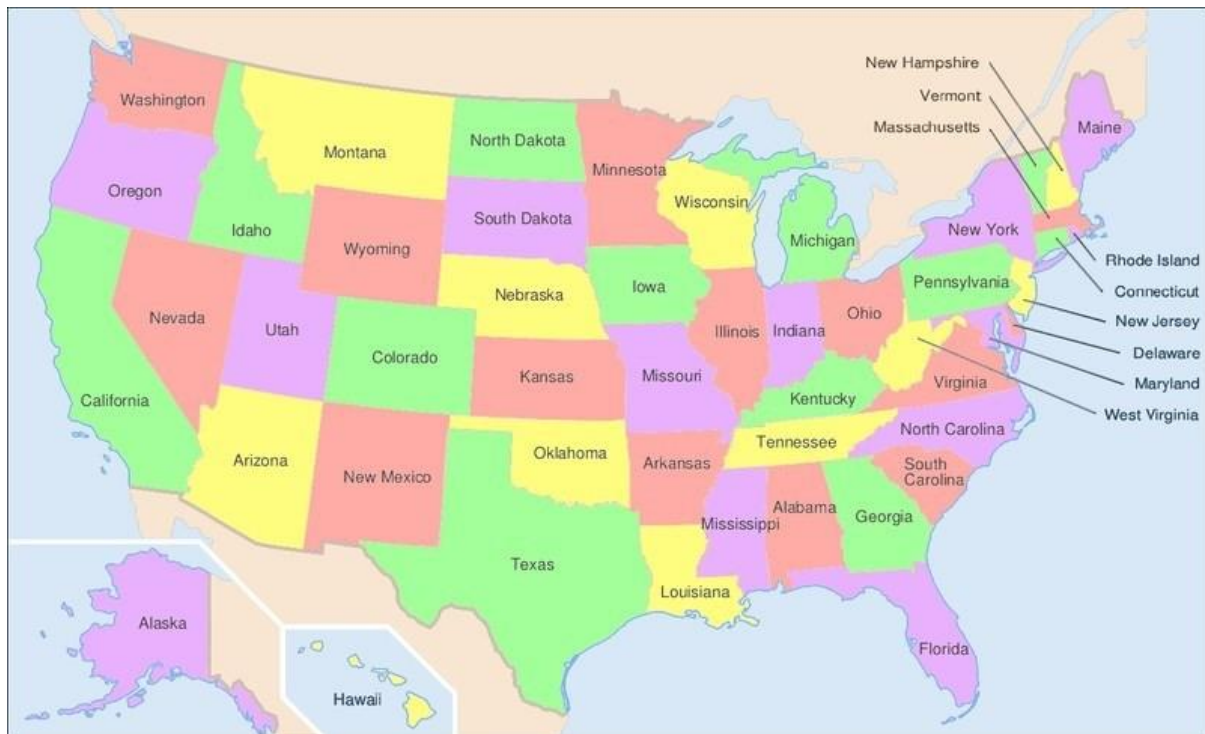 New Hampshire
Vermont
Massachusetts
Washington
Montana
North Dakota
Minnesota
Maine
Oregon
Idaho
Wyoming
South Dakota
Wisconsin
Michigan
New York
Rhode Island
Connecticut
New Jersey
Delaware
Maryland
West Virginia
Nevada
Utah
Colorado
Nebraska
Iowa
Illinois
Indiana
Ohio
Pennsylvania
California
Kansas
Missouri
Kentucky
Virginia
Arizona
New Mexico
Oklahoma
Arkansas
Tennessee
North Carolina
South
Carolina
Texas
Louisiana
Mississippi
Alabama
Georgia
Florida
Alaska
Hawaii